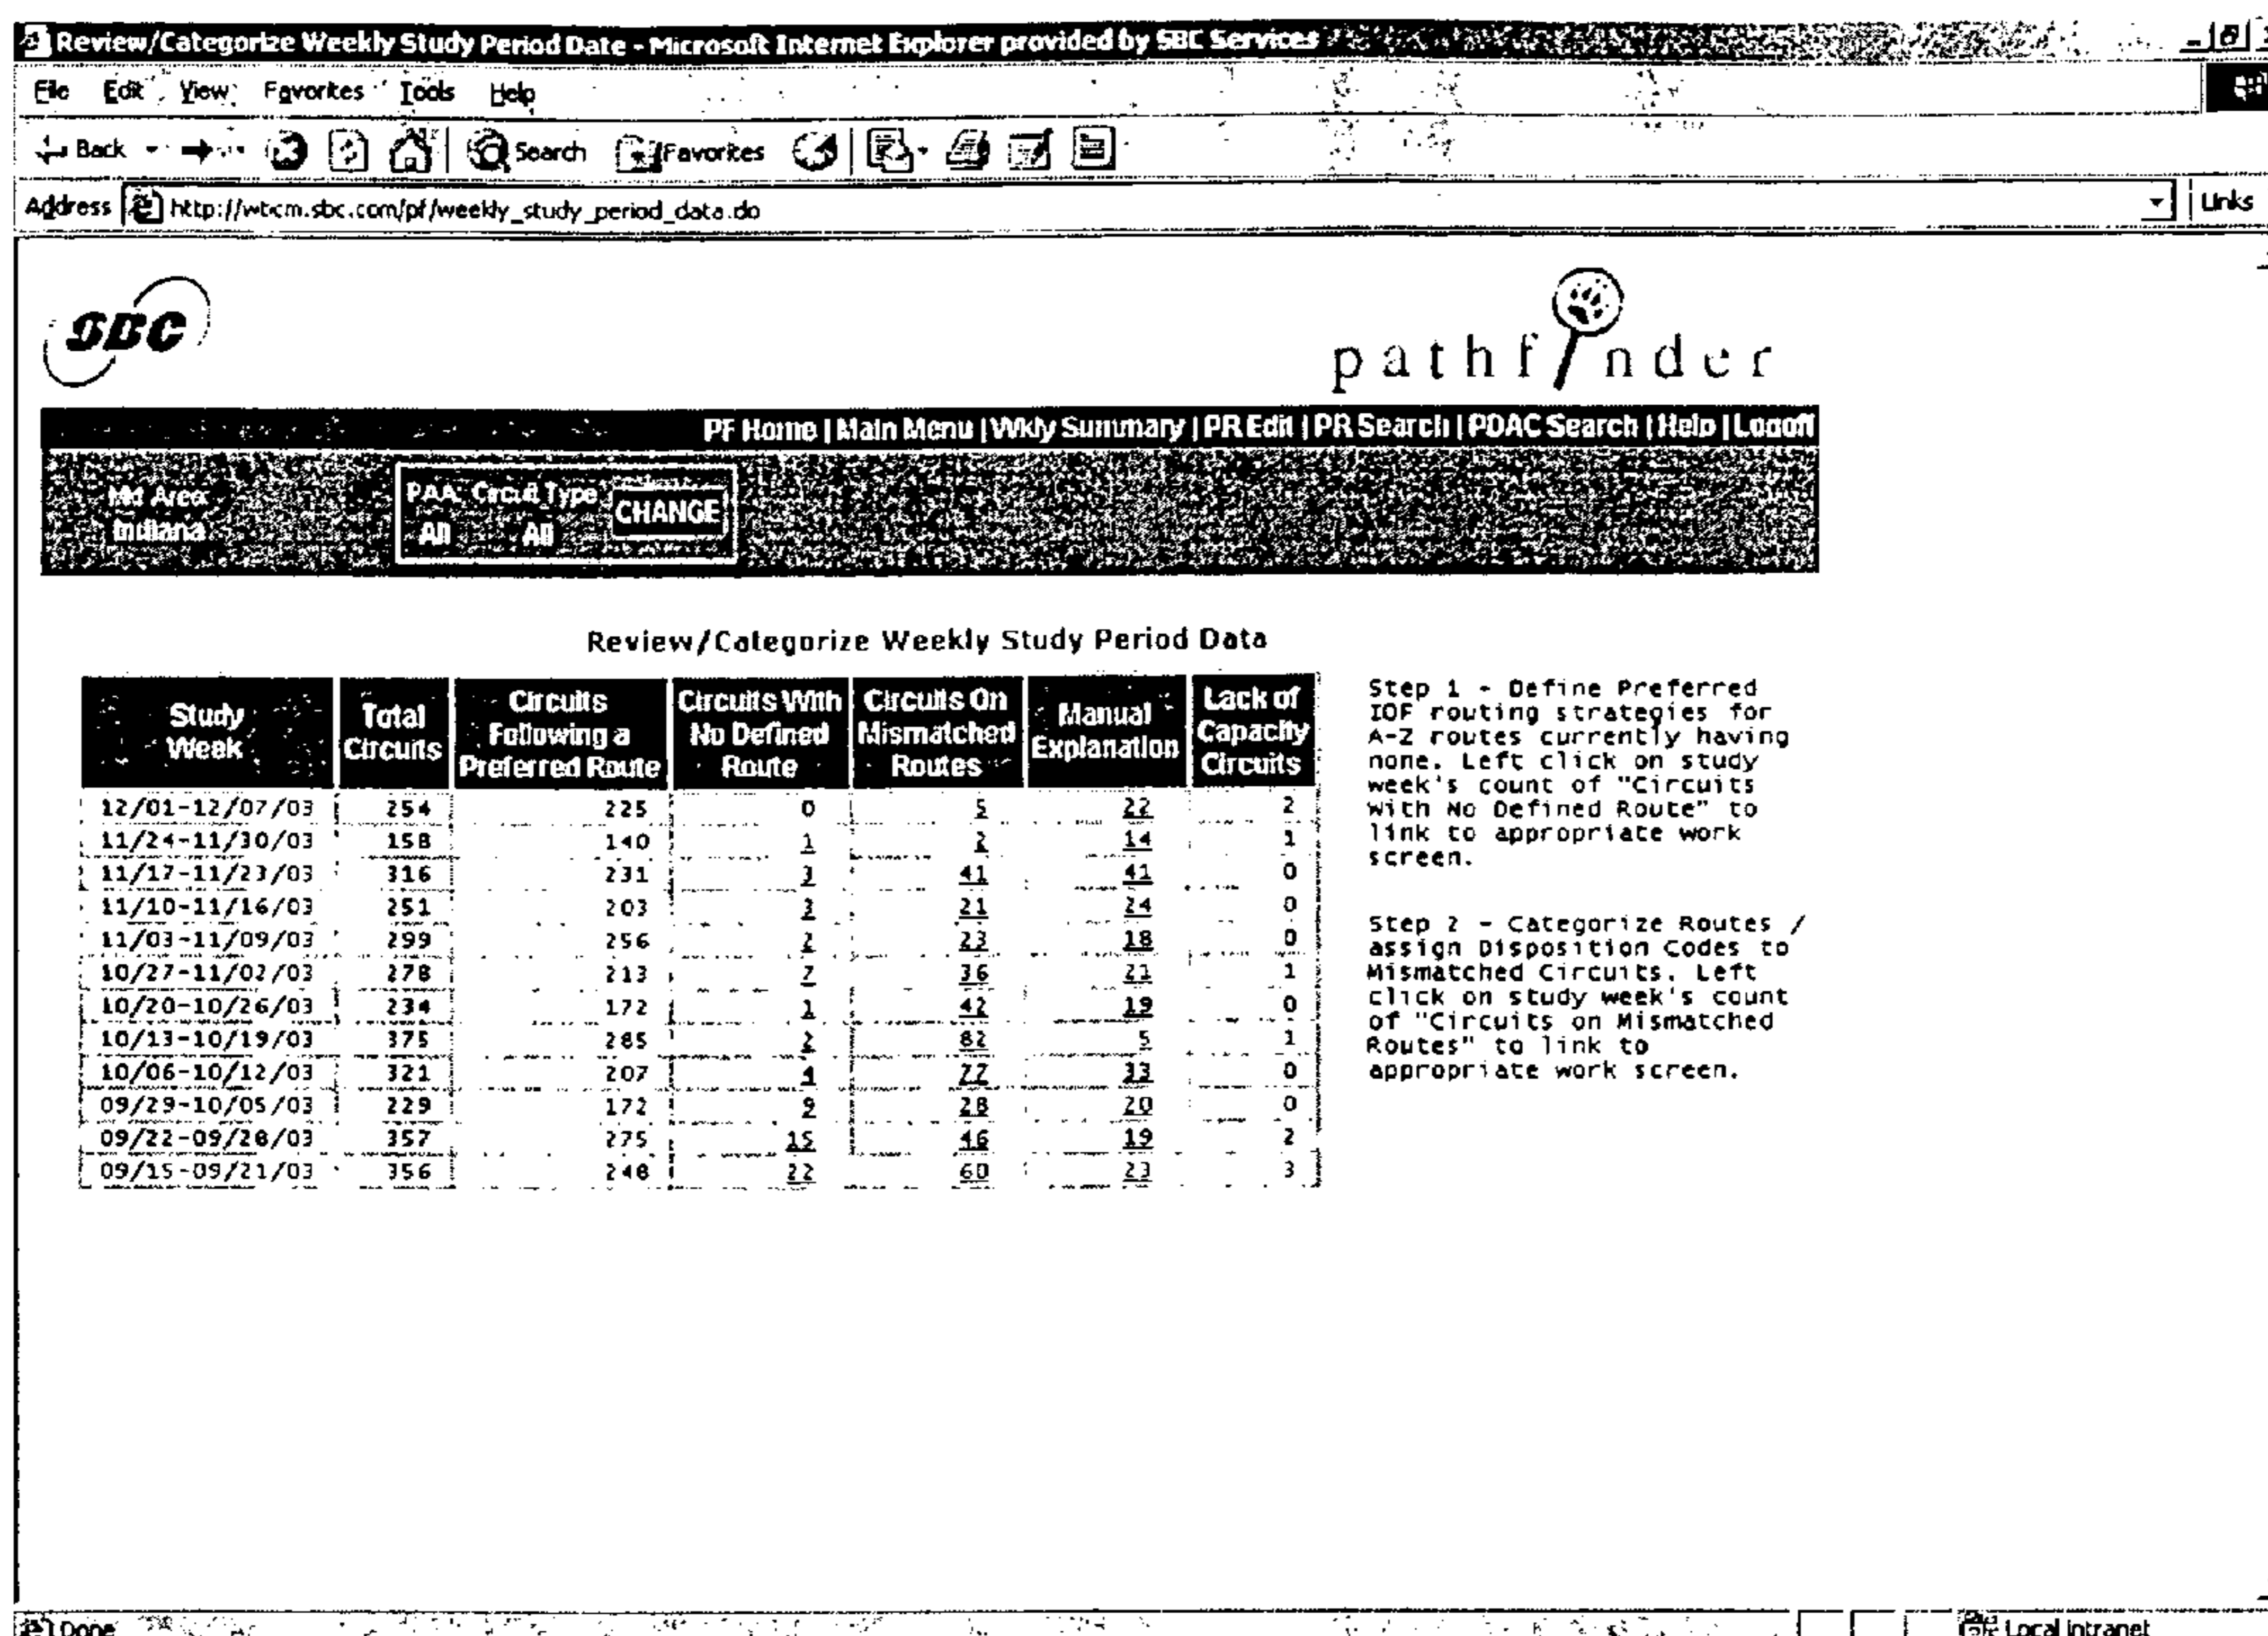 Review/Categorize Weekly Study Period Date - Microsoft Internet Explorer provided by SBC Services
File Edit View Favorites Tools Help
Back Search Favorites
Address http://wbcm.sbc.com/pf/weekly_study_period_data.do Links
SBC
pathfinder
PF Home | Main Menu | Wkly Summary | PR Edit | PR Search | PDAC Search | Help | Logoff
Mkt Area: PAA: Circuit Type CHANGE
Indiana All All
Review/Categorize Weekly Study Period Data
Study Week Total Circuits Circuits Following a Preferred Route Circuits With No Defined Route Circuits On Mismatched Routes Manual Explanation Lack of Capacity Circuits
12/01-12/07/03 254 225 0 5 22 2
11/24-11/30/03 158 140 1 2 14 1
11/17-11/23/03 316 231 3 41 41 0
11/10-11/16/03 251 203 3 21 24 0
11/03-11/09/03 299 256 2 23 18 0
10/27-11/02/03 278 213 7 36 21 1
10/20-10/26/03 234 172 1 42 19 0
10/13-10/19/03 375 285 2 82 5 1
10/06-10/12/03 321 207 4 77 33 0
09/29-10/05/03 229 172 9 28 20 0
09/22-09/28/03 357 275 15 46 19 2
09/15-09/21/03 356 248 22 60 23 3
Step 1 - Define Preferred
IOF routing strategies for
A-Z routes currently having
none. Left click on study
week's count of "Circuits
With No Defined Route" to
link to appropriate work
screen.
Step 2 - Categorize Routes /
assign Disposition Codes to
Mismatched Circuits. Left
click on study week's count
of "Circuits on Mismatched
Routes" to link to
appropriate work screen.
Done Local intranet